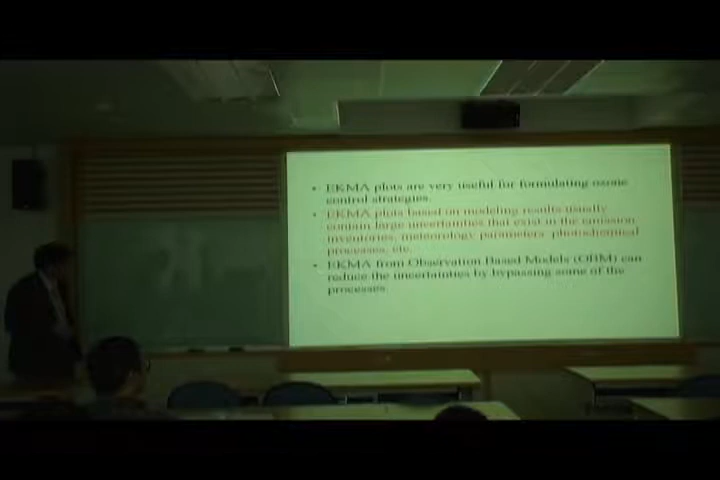 • EKMA plots are very useful for formulating ozone
control strategies.
• EKMA plots based on modeling results usually
contain large uncertainties that exist in the emission
inventories, meteorology parameters photochemical
processes, etc.
• EKMA from Observation Based Models (OBM) can
reduce the uncertainties by bypassing some of the
processes.